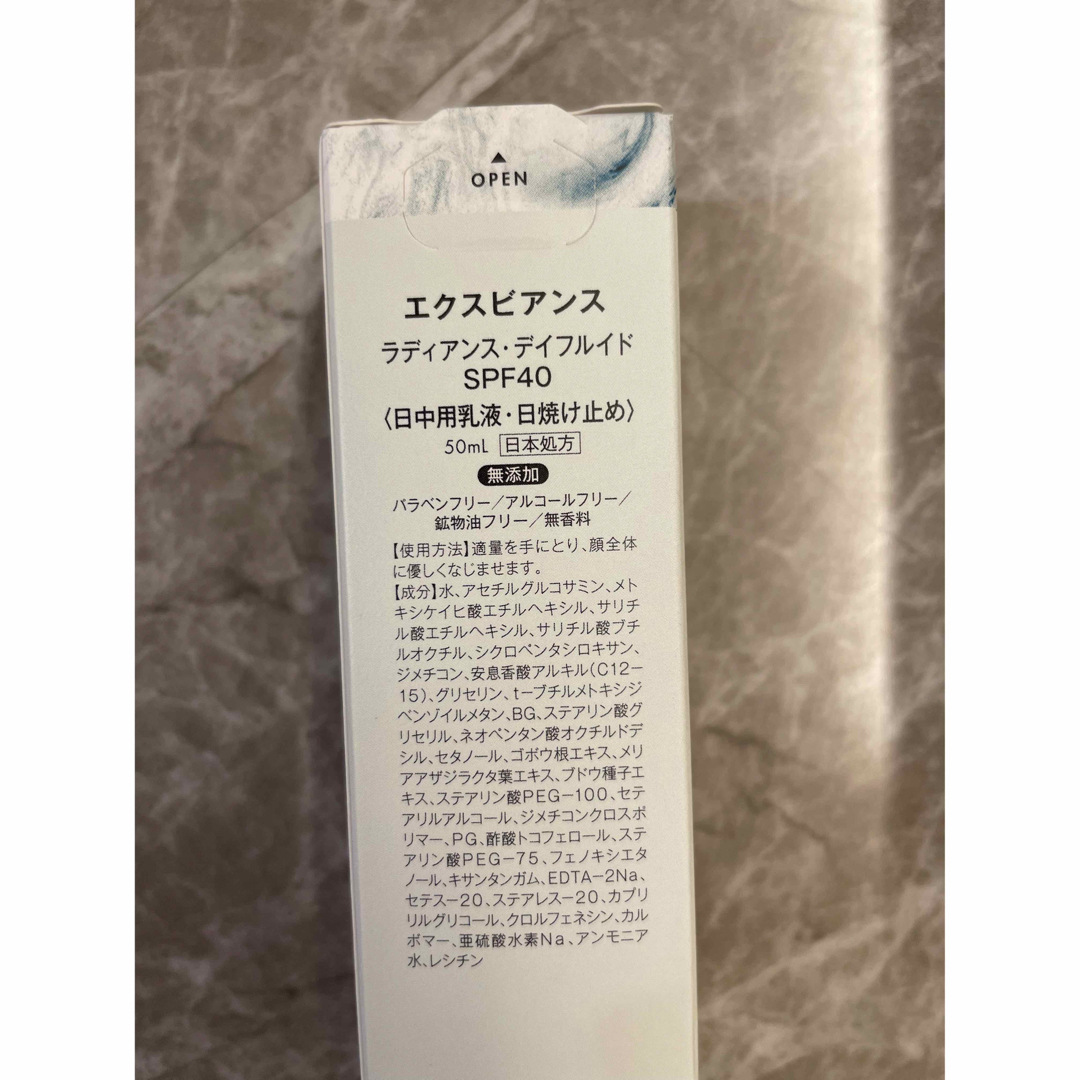 ▲
OPEN
エクスビアンス
ラディアンス・デイフルイド
SPF40
〈日中用乳液・日焼け止め〉
50mL 日本処方
無添加
パラベンフリー／アルコールフリー／
鉱物油フリー／無香料
【使用方法】適量を手にとり、顔全体
に優しくなじませます。
【成分】水、アセチルグルコサミン、メト
キシケイヒ酸エチルヘキシル、サリチ
ル酸エチルヘキシル、サリチル酸ブチ
ルオクチル、シクロペンタシロキサン、
ジメチコン、安息香酸アルキル(C12－
15)、グリセリン、t－ブチルメトキシジ
ベンゾイルメタン、BG、ステアリン酸グ
リセリル、ネオペンタン酸オクチルドデ
シル、セタノール、ゴボウ根エキス、メリ
アアザジラクタ葉エキス、ブドウ種子エ
キス、ステアリン酸PEG－100、セテ
アリルアルコール、ジメチコンクロスポ
リマー、PG、酢酸トコフェロール、ステ
アリン酸PEG－75、フェノキシエタ
ノール、キサンタンガム、EDTA－2Na、
セテス－20、ステアレス－20、カプリ
リルグリコール、クロルフェネシン、カル
ボマー、亜硫酸水素Na、アンモニア
水、レシチン